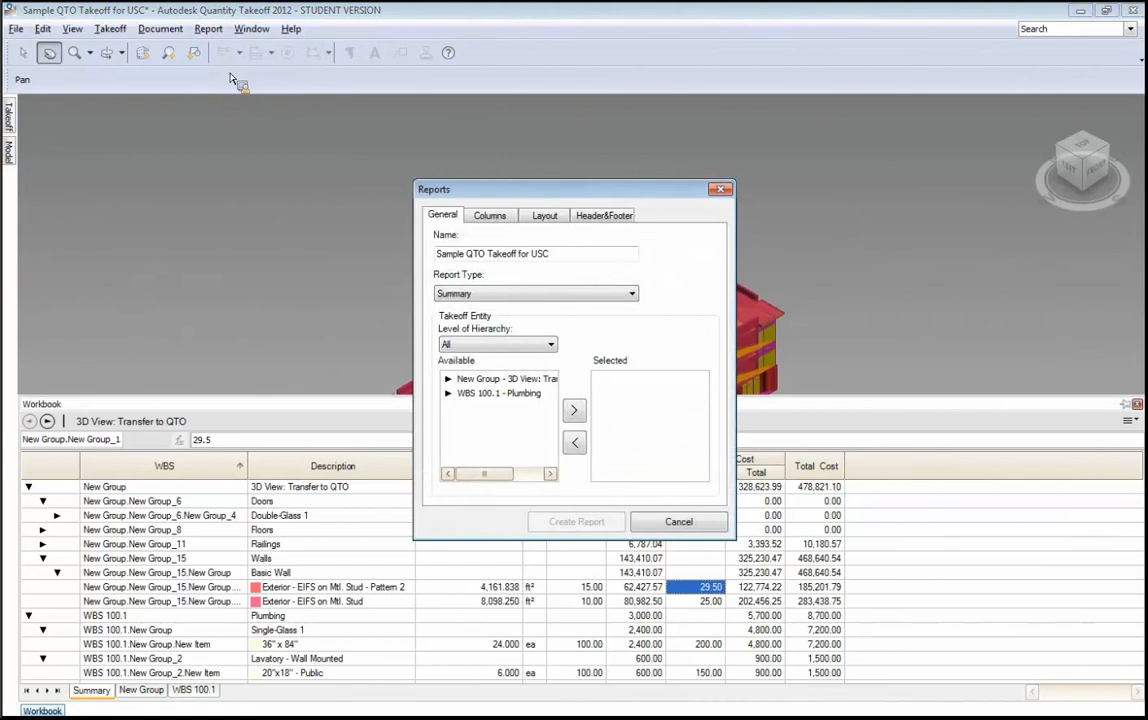 Sample QTO Takeoff for USC* - Autodesk Quantity Takeoff 2012 - STUDENT VERSION
File Edit View Takeoff Document Report Window Help
Search
A
Pan
Takeoff
Model
TOP
LEFT
FRONT
Reports
General Columns Layout Header&Footer
Name:
Sample QTO Takeoff for USC
Report Type:
Summary
Takeoff Entity
Level of Hierarchy:
All
Available Selected
New Group - 3D View: Tra
WBS 100.1 - Plumbing
Create Report Cancel
Workbook
3D View: Transfer to QTO
New Group.New Group_1 fx 29.5
WBS Description Cost Total Total Cost
New Group 3D View: Transfer to QTO 328,623.99 478,821.10
New Group.New Group_6 Doors 0.00 0.00
New Group.New Group_6.New Group_4 Double-Glass 1 0.00 0.00
New Group.New Group_8 Floors 0.00 0.00
New Group.New Group_11 Railings 6,787.04 3,393.52 10,180.57
New Group.New Group_15 Walls 143,410.07 325,230.47 468,640.54
New Group.New Group_15.New Group Basic Wall 143,410.07 325,230.47 468,640.54
New Group.New Group_15.New Group.... Exterior - EIFS on Mtl. Stud - Pattern 2 4,161.838 ft² 15.00 62,427.57 29.50 122,774.22 185,201.79
New Group.New Group_15.New Group.... Exterior - EIFS on Mtl. Stud 8,098.250 ft² 10.00 80,982.50 25.00 202,456.25 283,438.75
WBS 100.1 Plumbing 3,000.00 5,700.00 8,700.00
WBS 100.1.New Group Single-Glass 1 2,400.00 4,800.00 7,200.00
WBS 100.1.New Group.New Item 36" x 84" 24.000 ea 100.00 2,400.00 200.00 4,800.00 7,200.00
WBS 100.1.New Group_2 Lavatory - Wall Mounted 600.00 900.00 1,500.00
WBS 100.1.New Group_2.New Item 20"x18" - Public 6.000 ea 100.00 600.00 150.00 900.00 1,500.00
Summary New Group WBS 100.1
Workbook